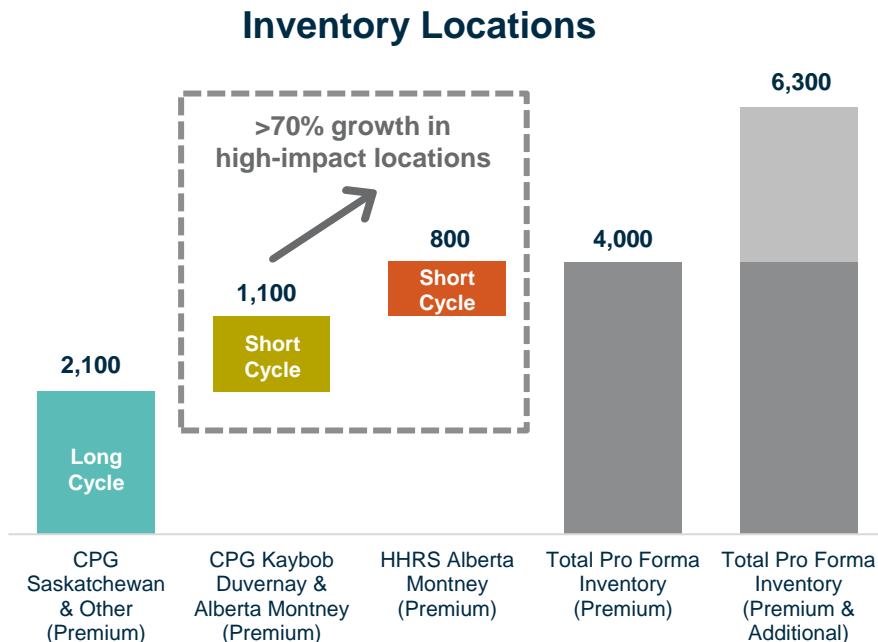 Inventory Locations
>70% growth in
high-impact locations
2,100
Long
Cycle
1,100
Short
Cycle
800
Short
Cycle
4,000
6,300
CPG
Saskatchewan
& Other
(Premium)
CPG Kaybob
Duvernay &
Alberta Montney
(Premium)
HHRS Alberta
Montney
(Premium)
Total Pro Forma
Inventory
(Premium)
Total Pro Forma
Inventory
(Premium &
Additional)